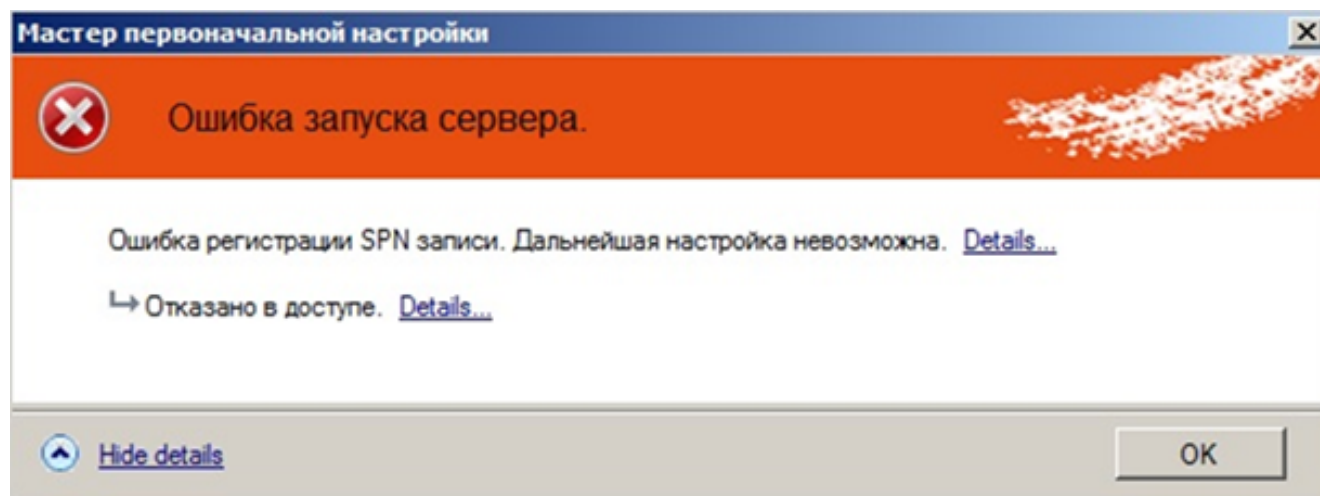 Мастер первоначальной настройки
Ошибка запуска сервера.
Ошибка регистрации SPN записи. Дальнейшая настройка невозможна. Details...
Отказано в доступе. Details...
Hide details
OK